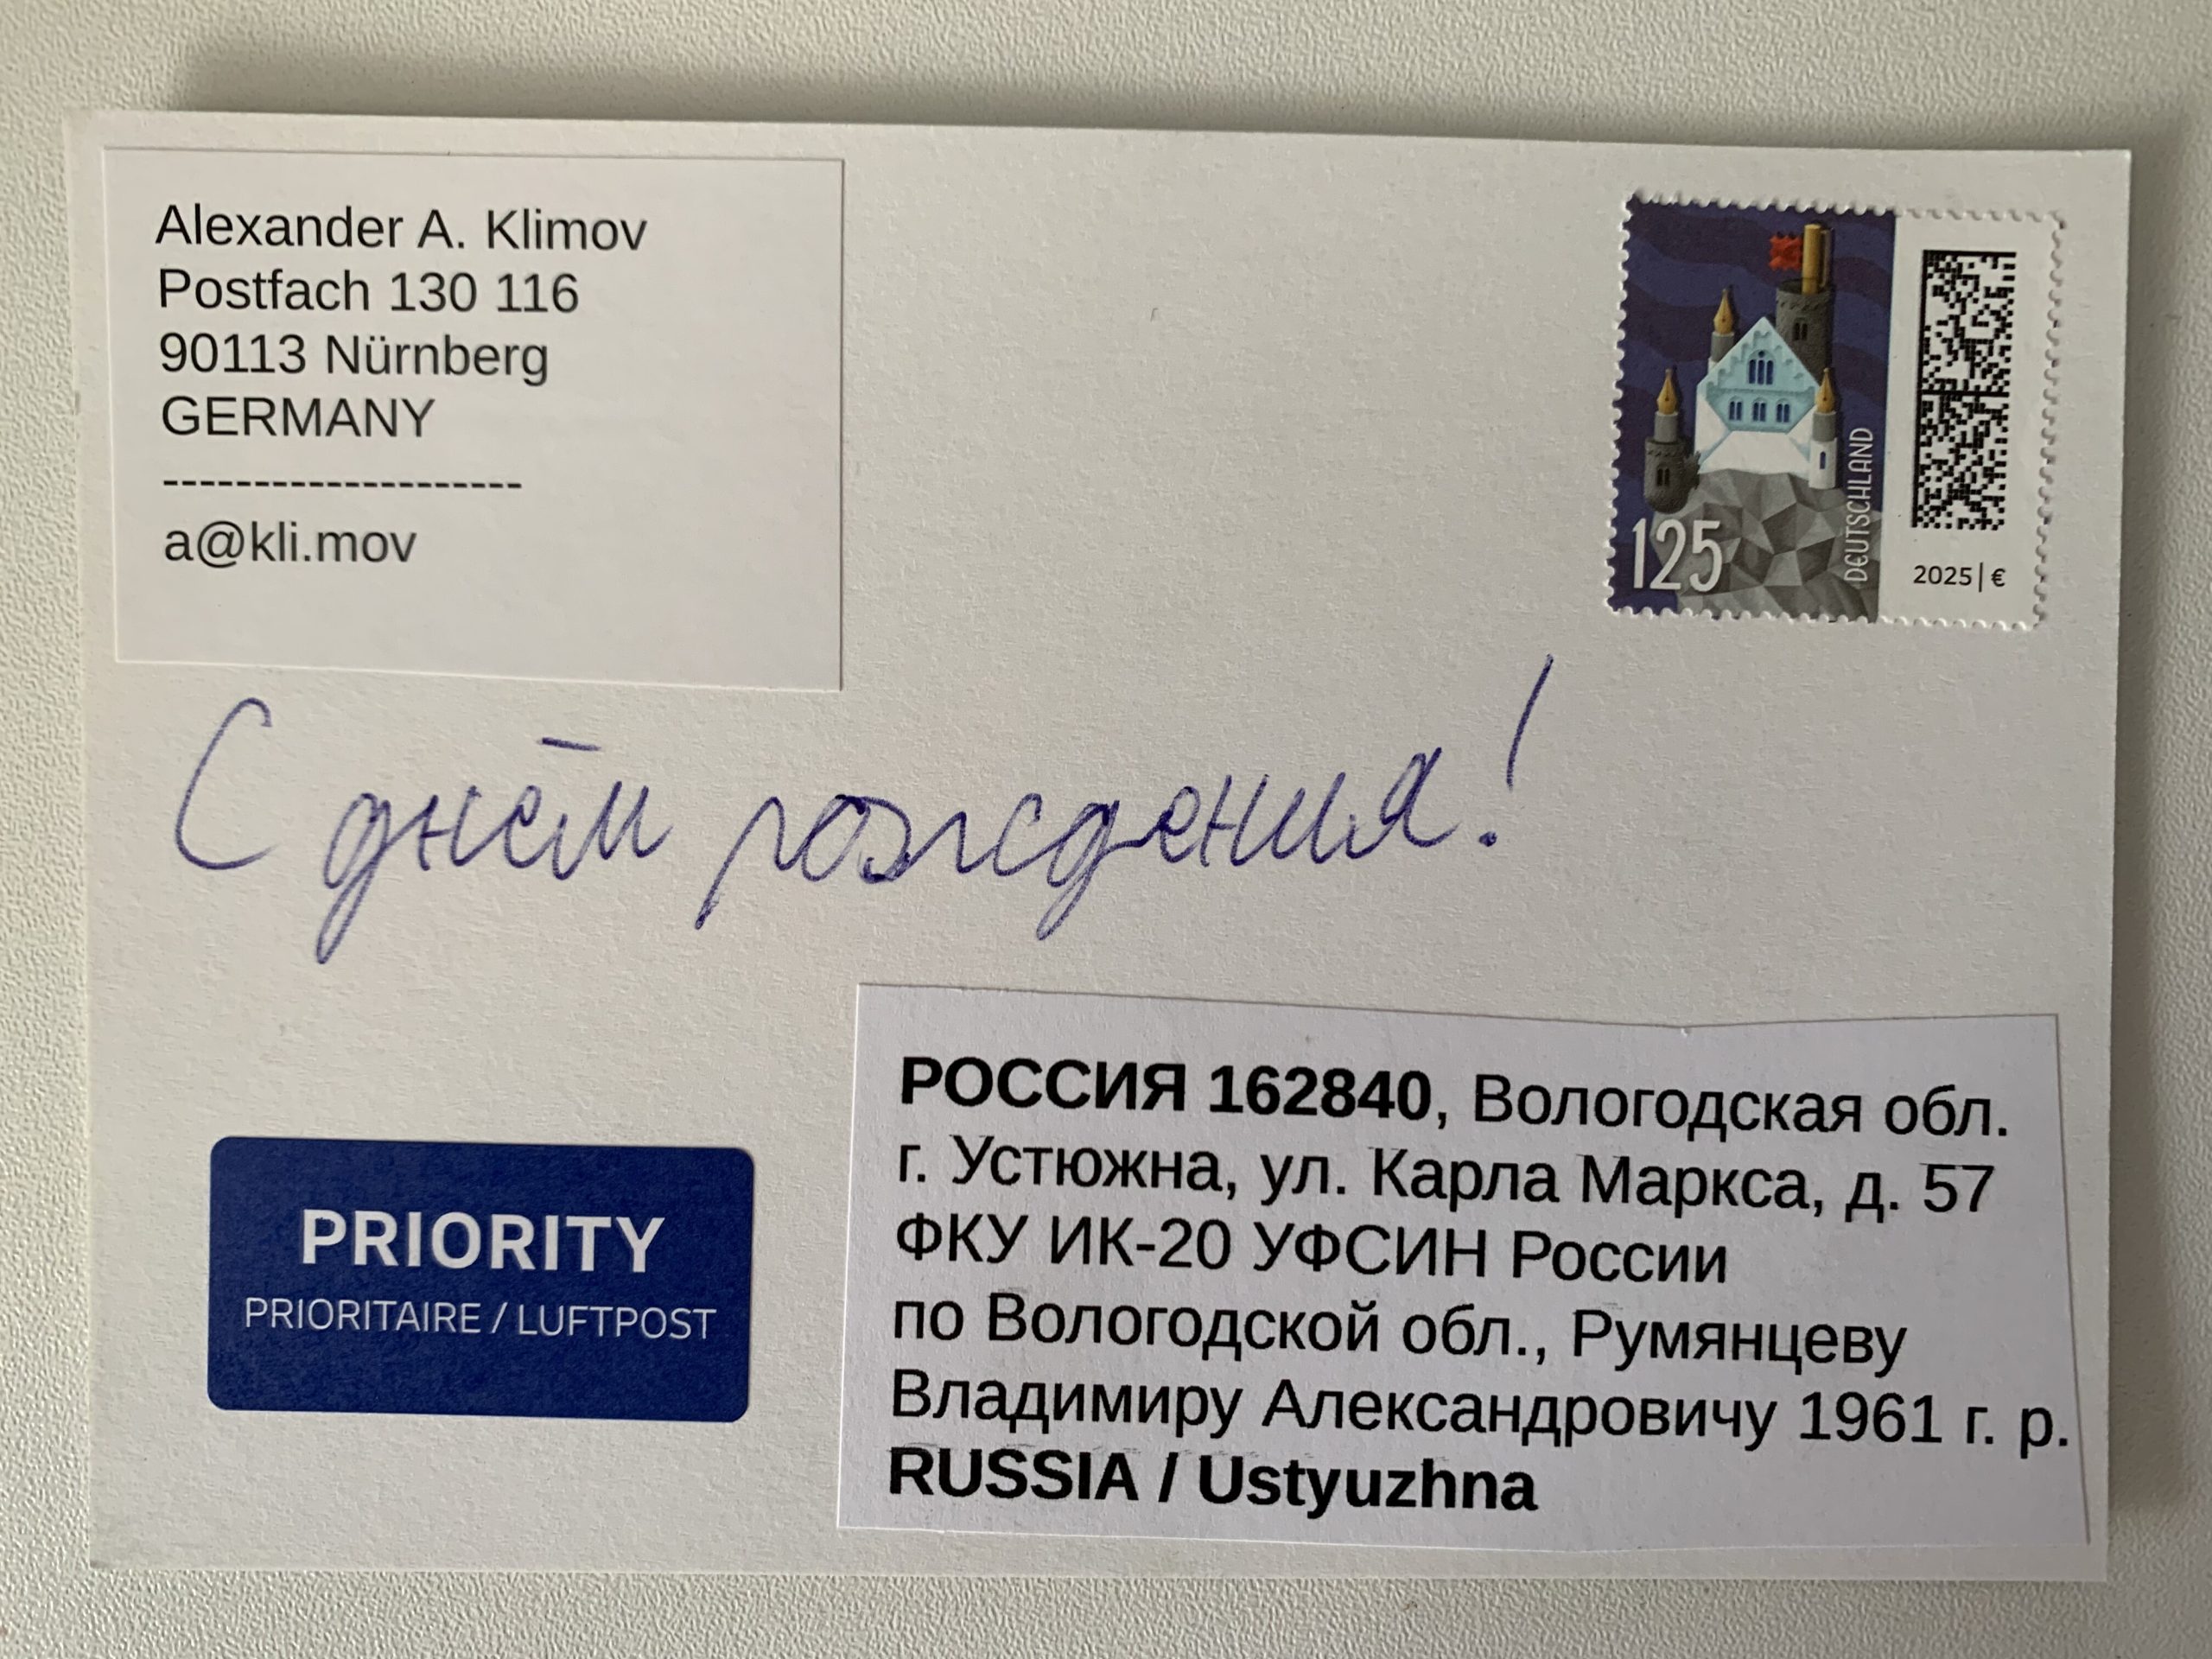 Alexander A. Klimov
Postfach 130 116
90113 Nürnberg
GERMANY
--------------------
a@kli.mov
125
DEUTSCHLAND
2025|€
С днём рождения!
PRIORITY
PRIORITAIRE / LUFTPOST
РОССИЯ 162840, Вологодская обл.
г. Устюжна, ул. Карла Маркса, д. 57
ФКУ ИК-20 УФСИН России
по Вологодской обл., Румянцеву
Владимиру Александровичу 1961 г. р.
RUSSIA / Ustyuzhna